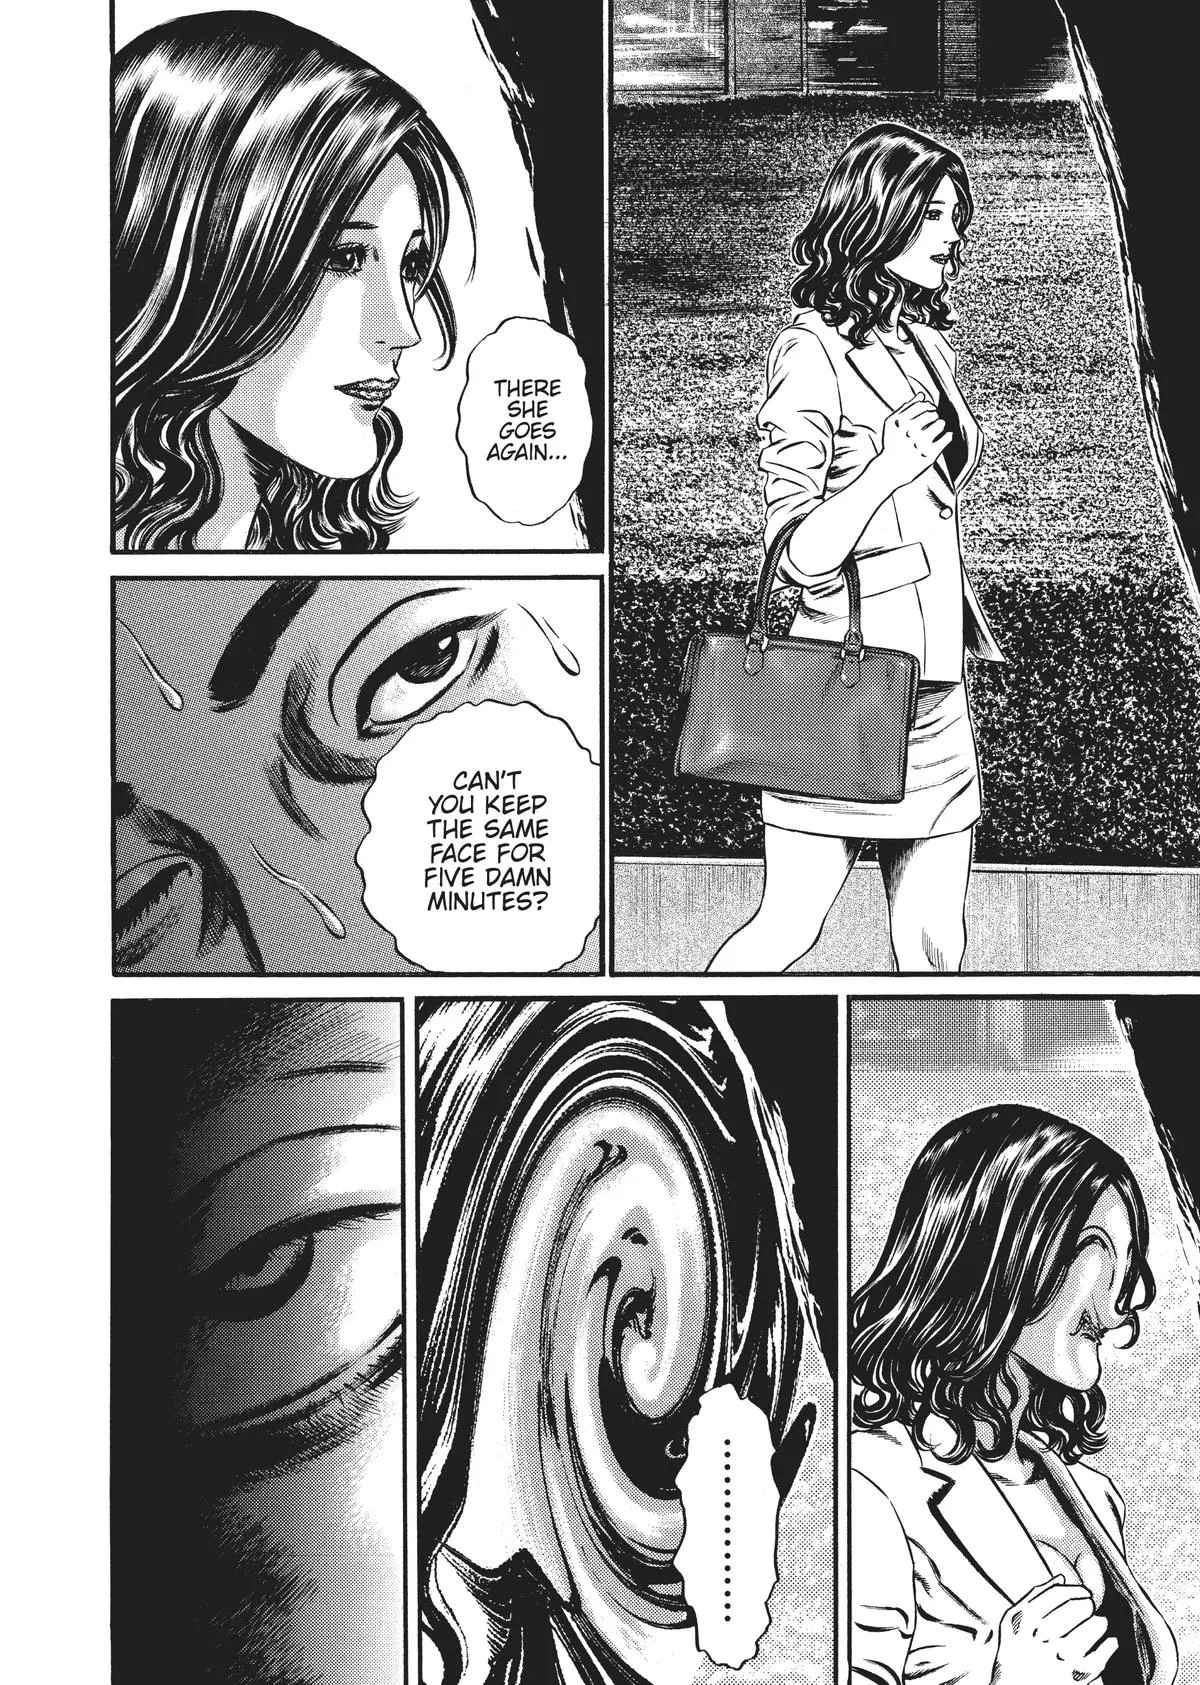 THERE
SHE
GOES
AGAIN...
CAN'T
YOU KEEP
THE SAME
FACE FOR
FIVE DAMN
MINUTES?
............